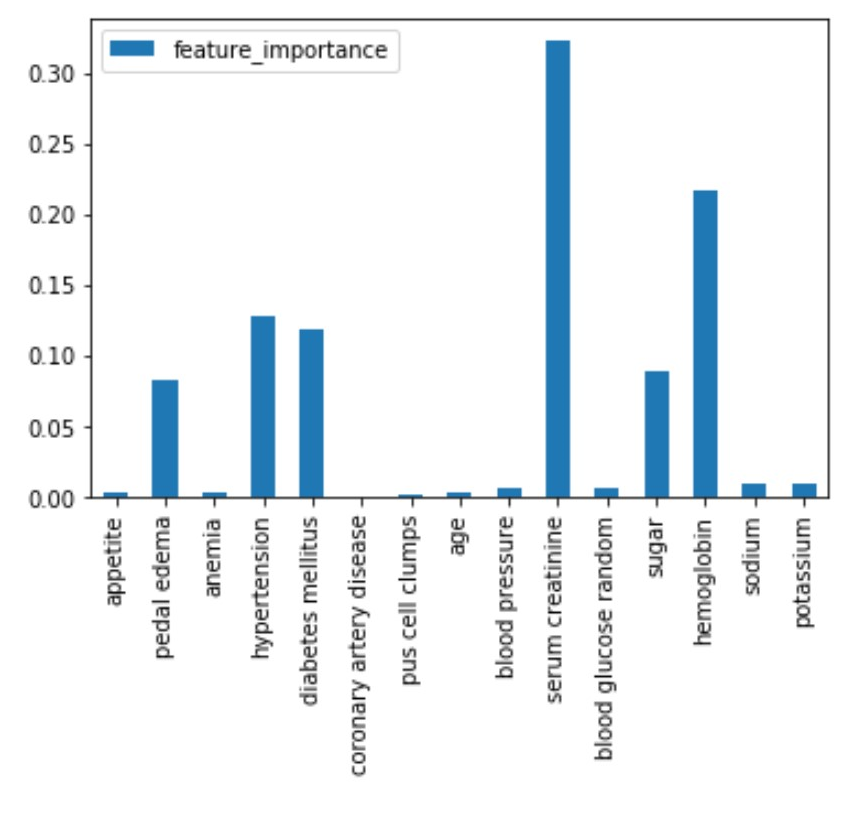 feature_importance
0.30
0.25
0.20
0.15
0.10
0.05
0.00
appetite
pedal edema
anemia
hypertension
diabetes mellitus
coronary artery disease
pus cell clumps
age
blood pressure
serum creatinine
blood glucose random
sugar
hemoglobin
sodium
potassium